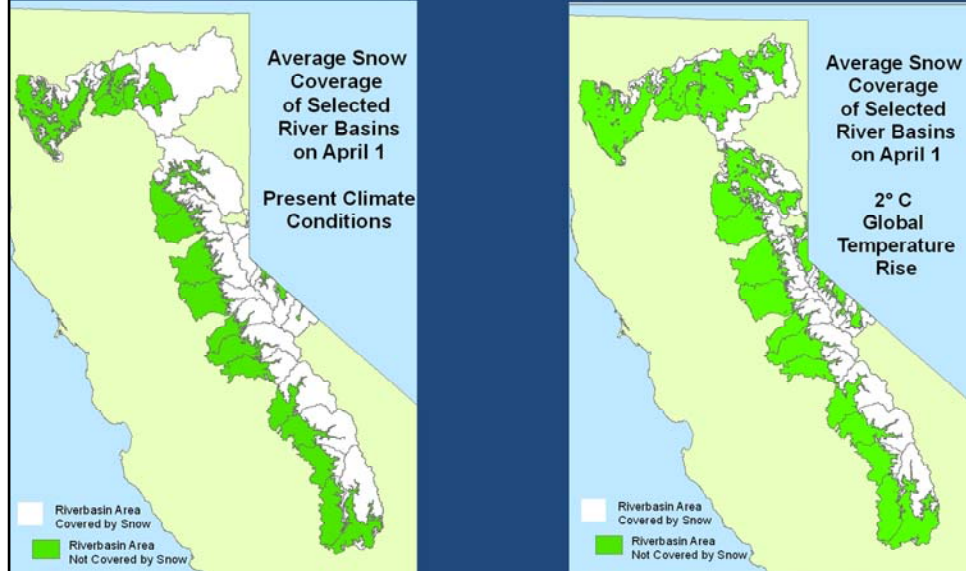 Average Snow
Coverage
of Selected
River Basins
on April 1
Present Climate
Conditions
Riverbasin Area
Covered by Snow
Riverbasin Area
Not Covered by Snow
Average Snow
Coverage
of Selected
River Basins
on April 1
2° C
Global
Temperature
Rise
Riverbasin Area
Covered by Snow
Riverbasin Area
Not Covered by Snow